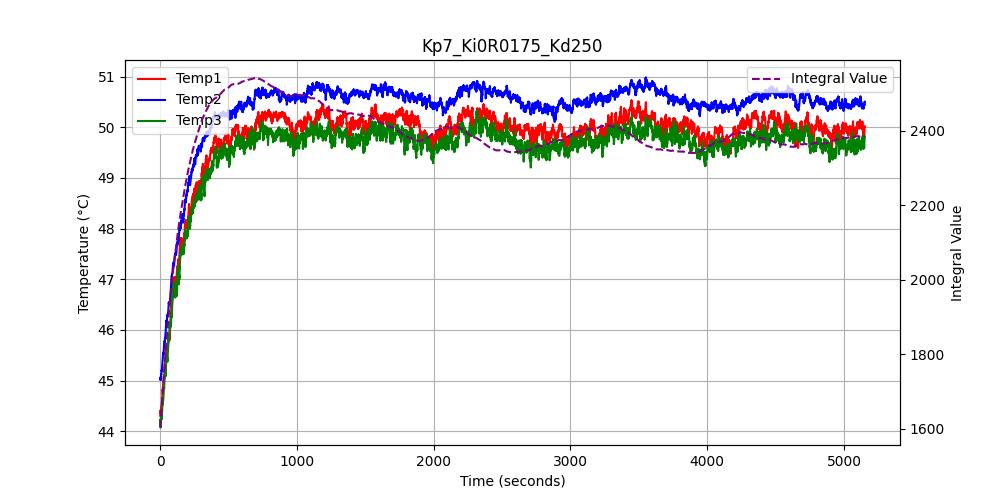 Kp7_Ki0R0175_Kd250
Temp1
Temp2
Temp3
Integral Value
51
50
49
48
47
46
45
44
Temperature (°C)
2400
2200
2000
1800
1600
Integral Value
0
1000
2000
3000
4000
5000
Time (seconds)